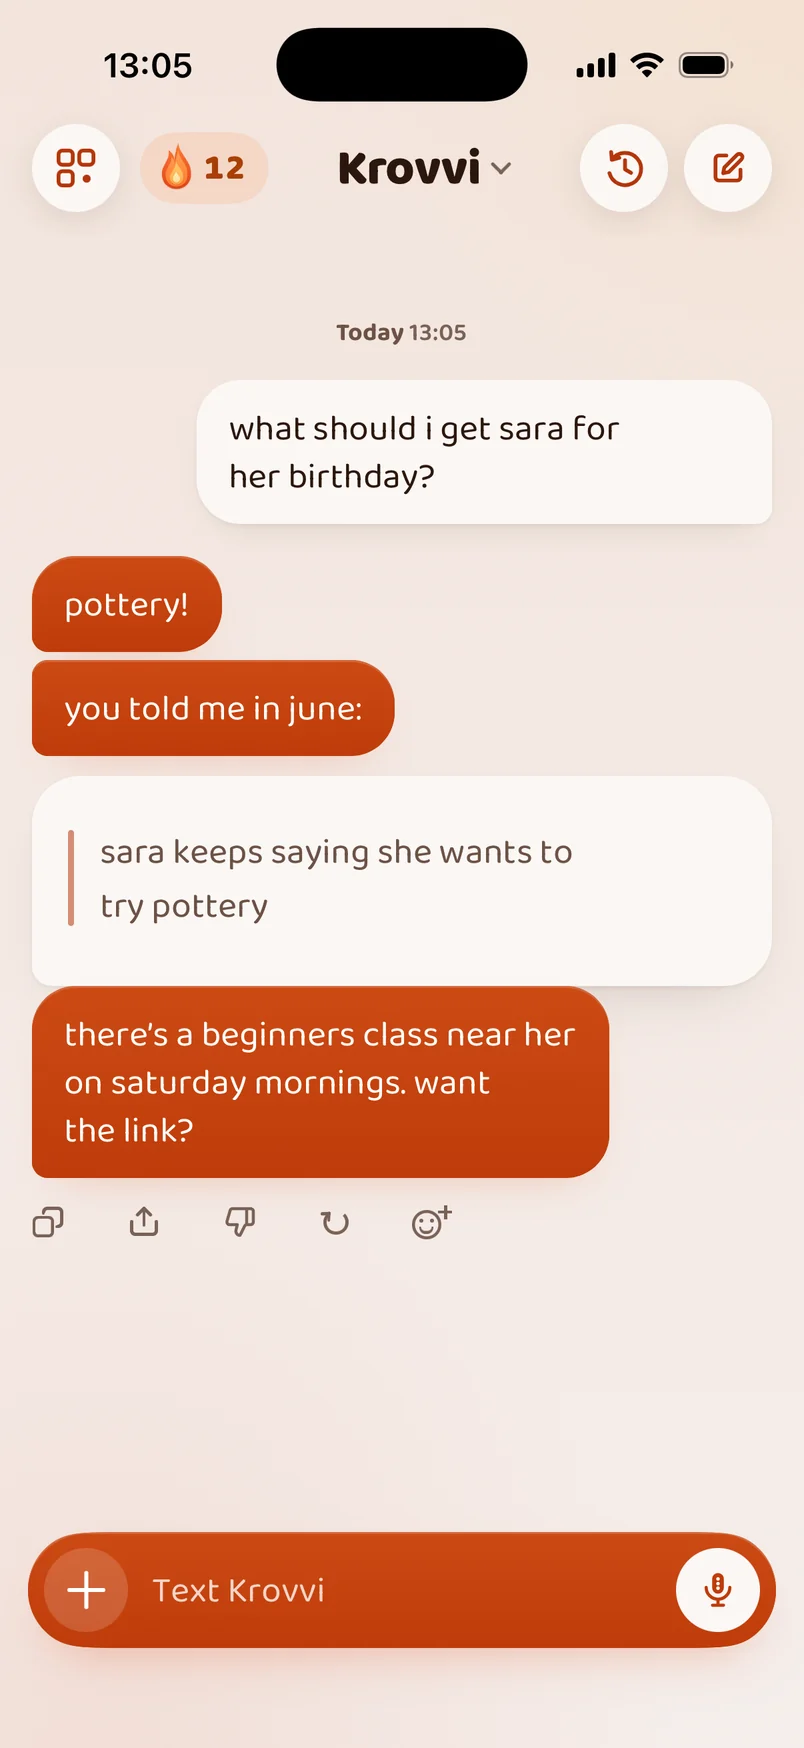 13:05
12
Krovvi
Today 13:05
what should i get sara for
her birthday?
pottery!
you told me in june:
sara keeps saying she wants to
try pottery
there's a beginners class near her
on saturday mornings. want
the link?
Text Krovvi